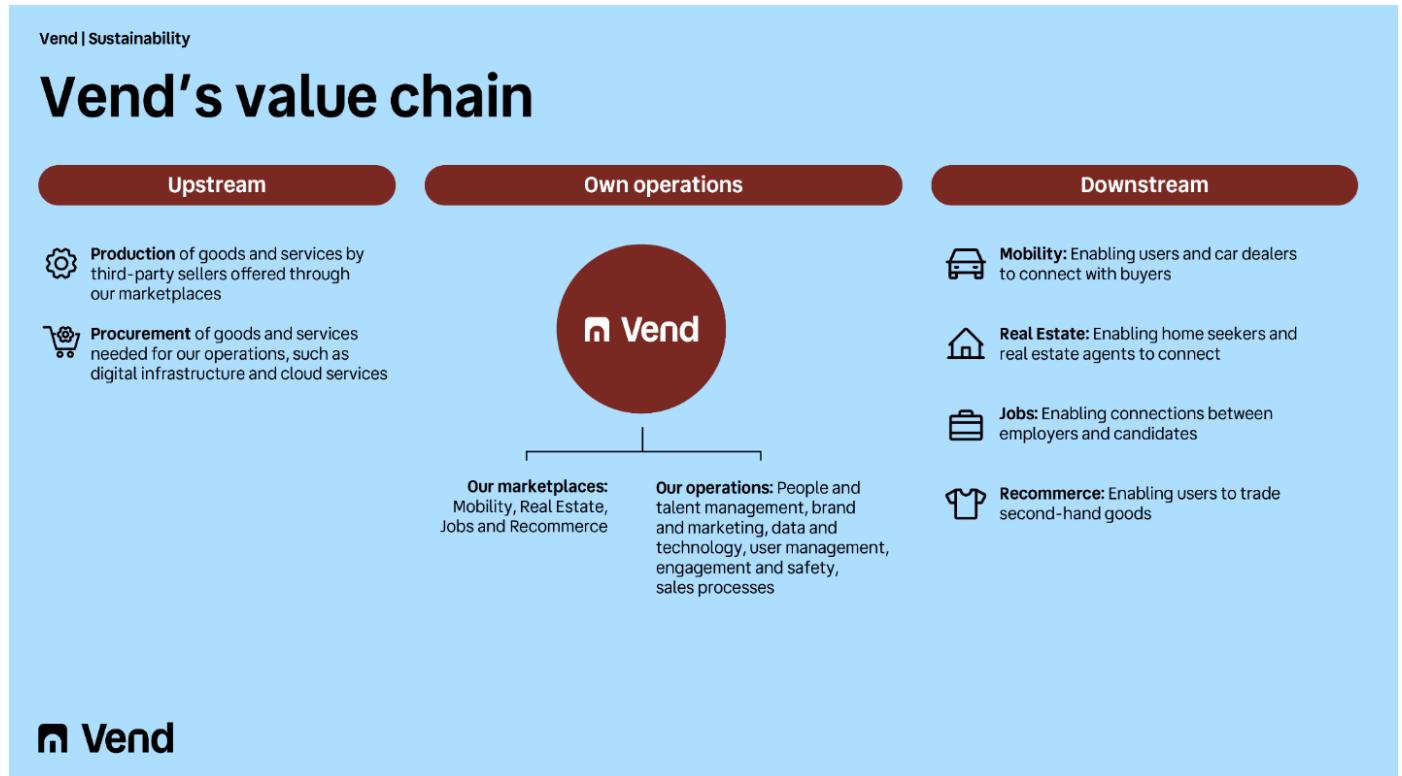 Vend | Sustainability
Vend's value chain
Upstream
Production of goods and services by
third-party sellers offered through
our marketplaces
Procurement of goods and services
needed for our operations, such as
digital infrastructure and cloud services
Own operations
Vend
Our marketplaces:
Mobility, Real Estate,
Jobs and Recommerce
Our operations: People and
talent management, brand
and marketing, data and
technology, user management,
engagement and safety,
sales processes
Downstream
Mobility: Enabling users and car dealers
to connect with buyers
Real Estate: Enabling home seekers and
real estate agents to connect
Jobs: Enabling connections between
employers and candidates
Recommerce: Enabling users to trade
second-hand goods
Vend